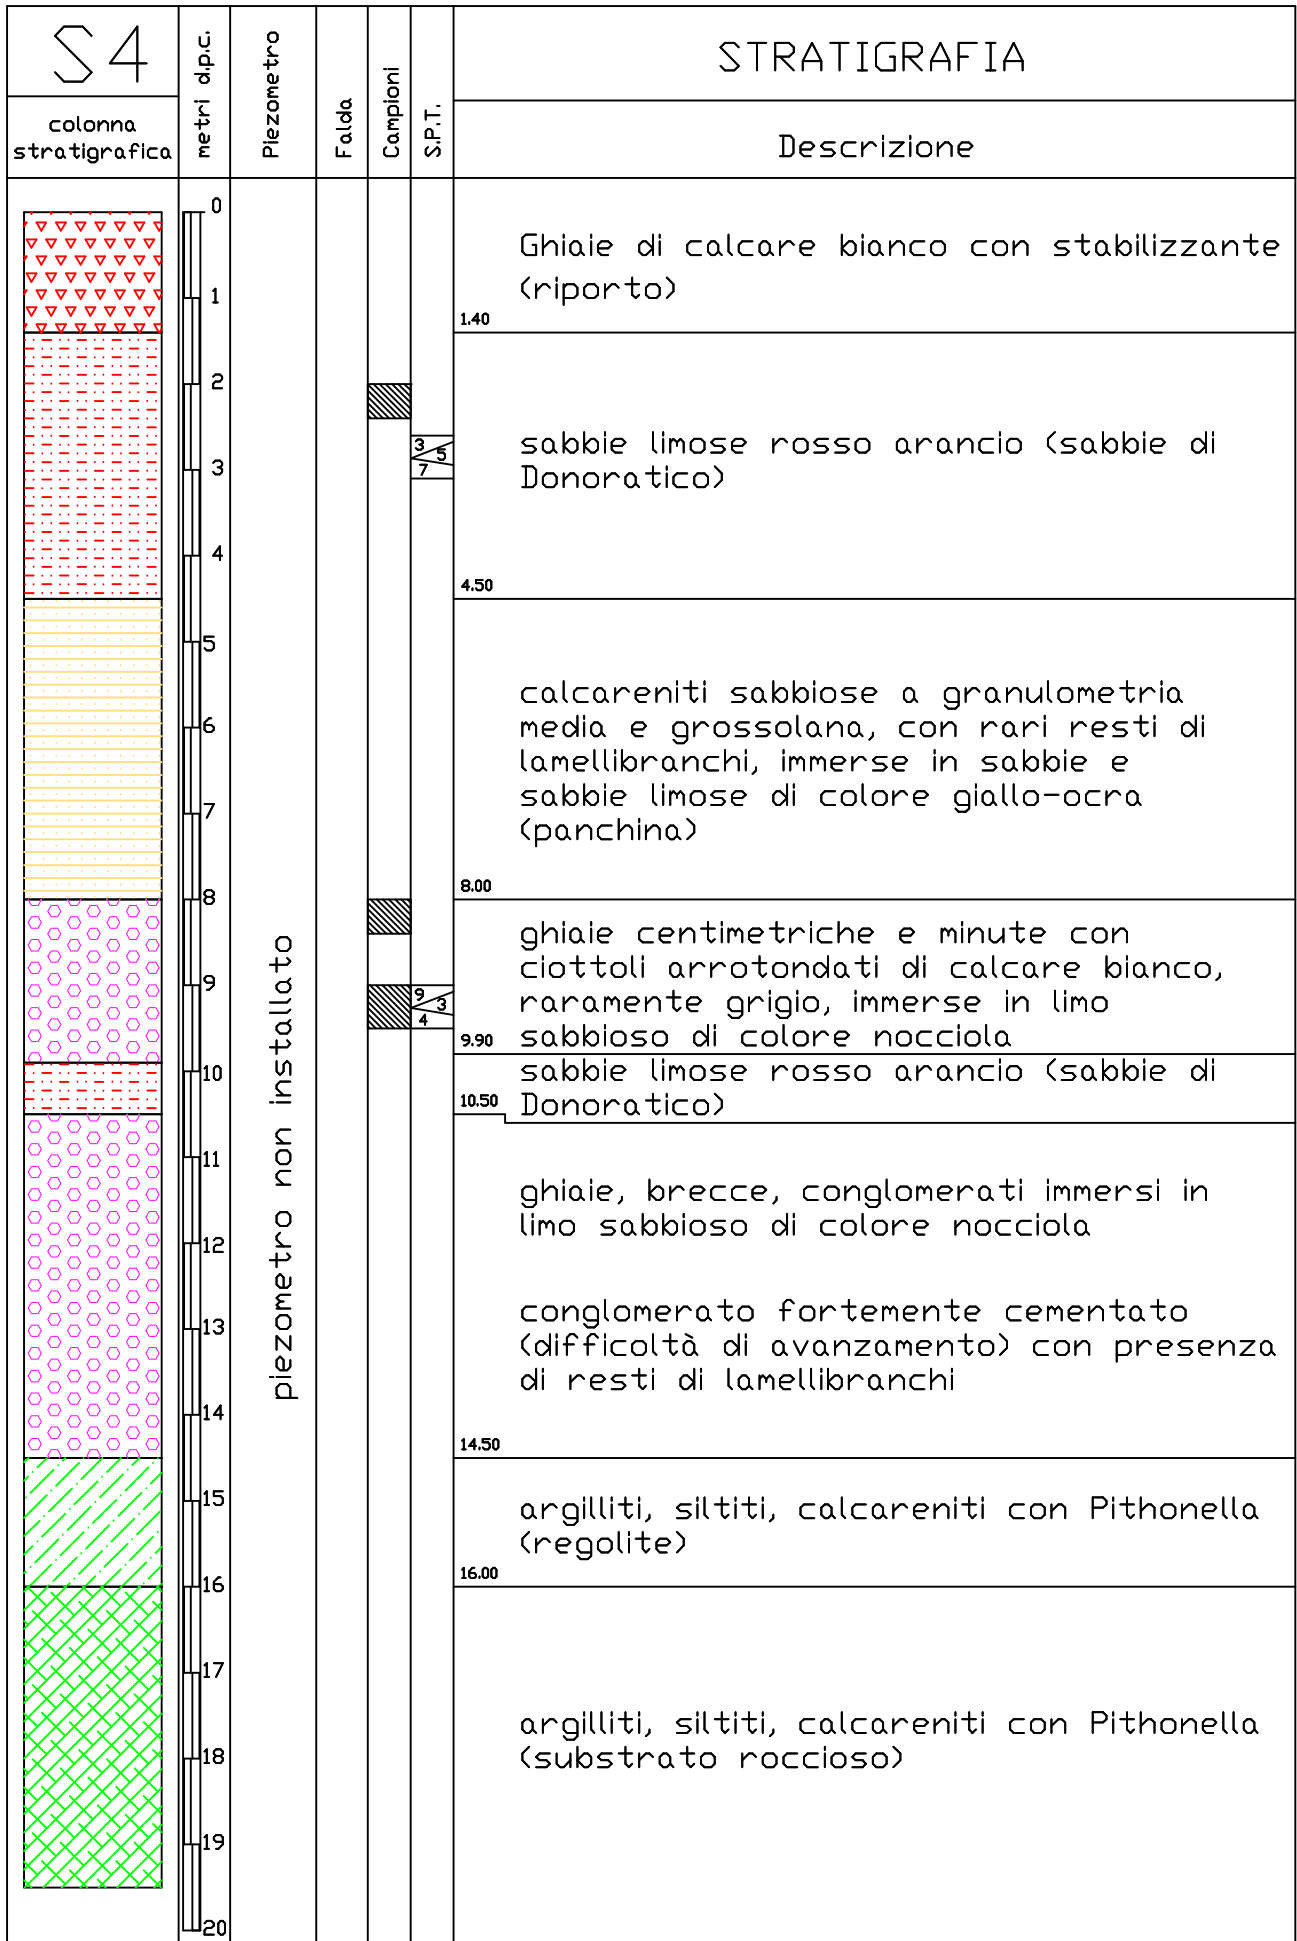 S4
colonna
stratigrafica
metri d.p.c.
Piezometro
Falda
Campioni
S.P.T.
STRATIGRAFIA
Descrizione
0
1
2
3
4
5
6
7
8
9
10
11
12
13
14
15
16
17
18
19
20
piezometro non installato
3
5
7
9
3
4
Ghiaie di calcare bianco con stabilizzante
(riporto)
1.40
sabbie limose rosso arancio (sabbie di
Donoratico)
4.50
calcareniti sabbiose a granulometria
media e grossolana, con rari resti di
lamellibranchi, immerse in sabbie e
sabbie limose di colore giallo-ocra
(panchina)
8.00
ghiaie centimetriche e minute con
ciottoli arrotondati di calcare bianco,
raramente grigio, immerse in limo
sabbioso di colore nocciola
9.90
sabbie limose rosso arancio (sabbie di
Donoratico)
10.50
ghiaie, brecce, conglomerati immersi in
limo sabbioso di colore nocciola
conglomerato fortemente cementato
(difficoltà di avanzamento) con presenza
di resti di lamellibranchi
14.50
argilliti, siltiti, calcareniti con Pithonella
(regolite)
16.00
argilliti, siltiti, calcareniti con Pithonella
(substrato roccioso)